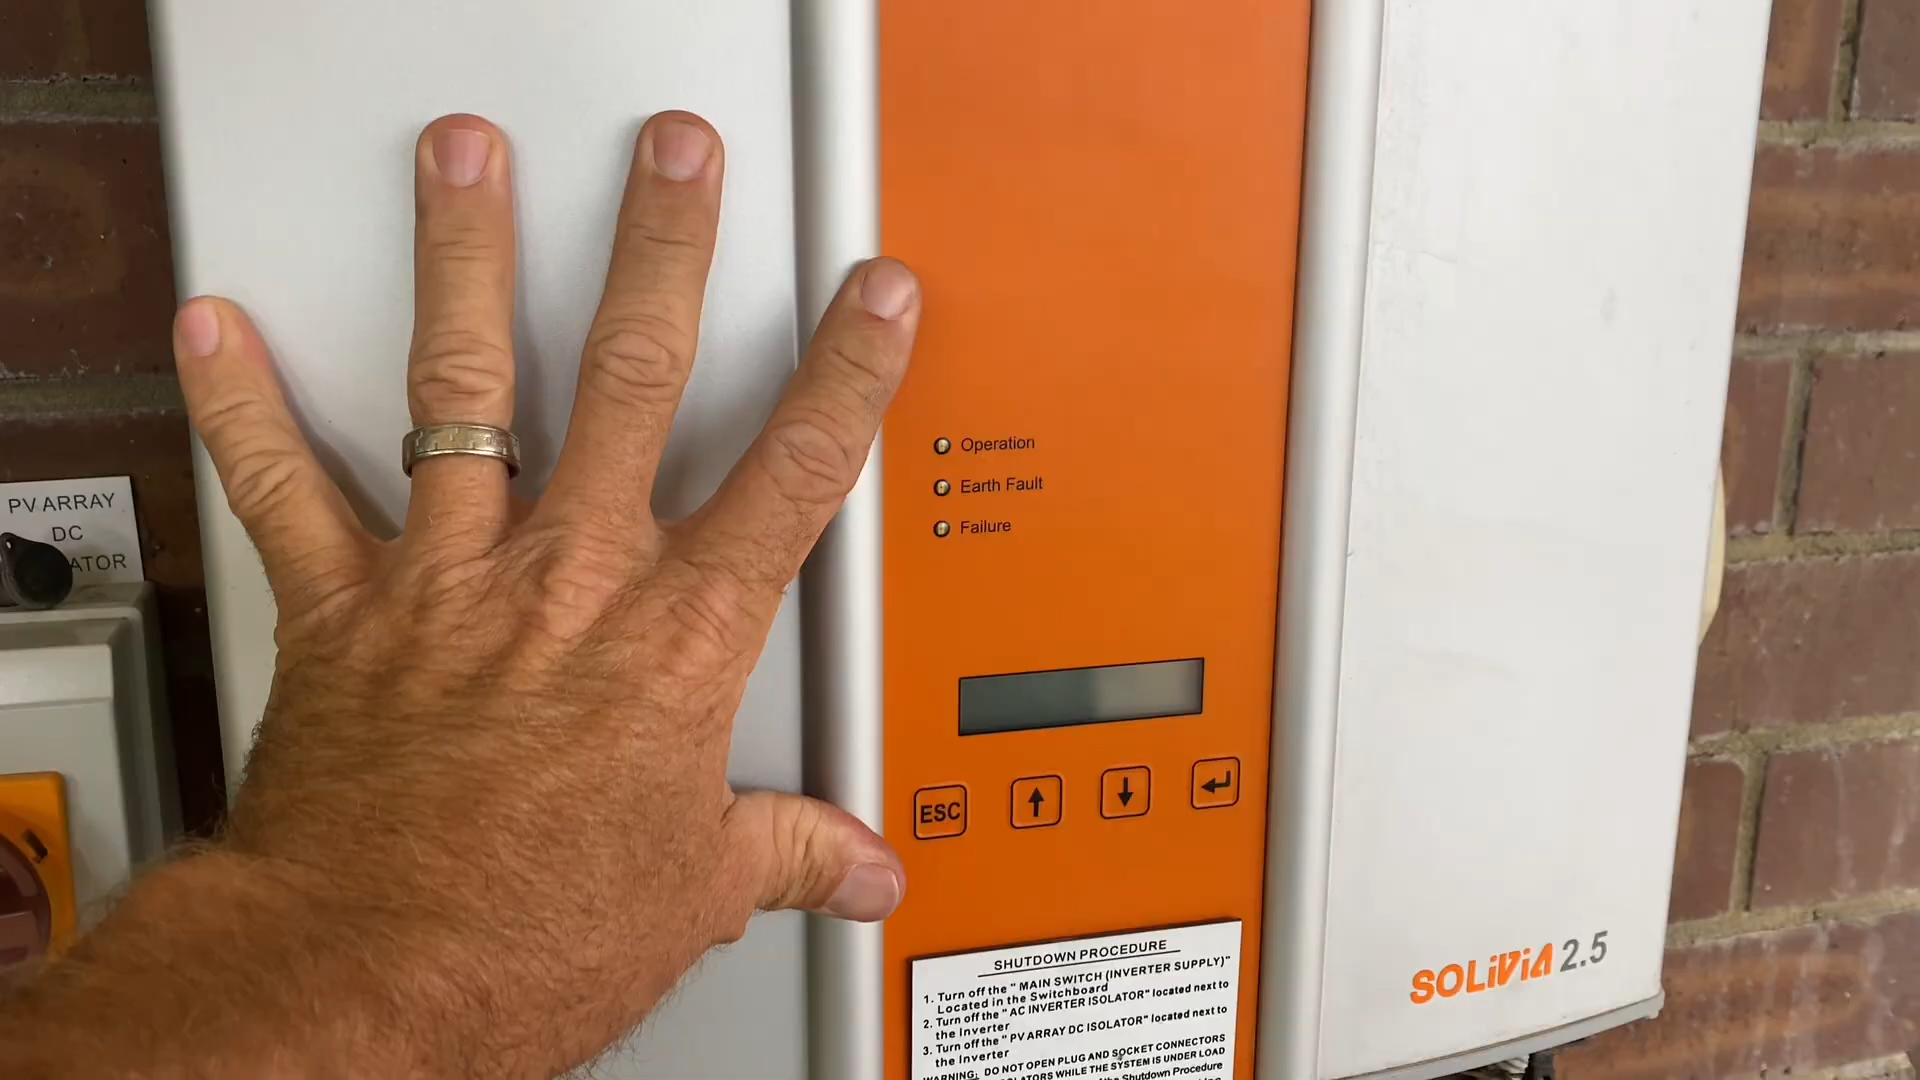 PV ARRAY
DC
ATOR
Operation
Earth Fault
Failure
ESC
SHUTDOWN PROCEDURE
1. Turn off the " MAIN SWITCH (INVERTER SUPPLY)"
Located in the Switchboard
2. Turn off the "AC INVERTER ISOLATOR" located next to
the Inverter
3. Turn off the "PV ARRAY DC ISOLATOR" located next to
the Inverter
WARNING: DO NOT OPEN PLUG AND SOCKET CONNECTORS
OLATORS WHILE THE SYSTEM IS UNDER LOAD
the Shutdown Procedure
SOLiViA 2.5